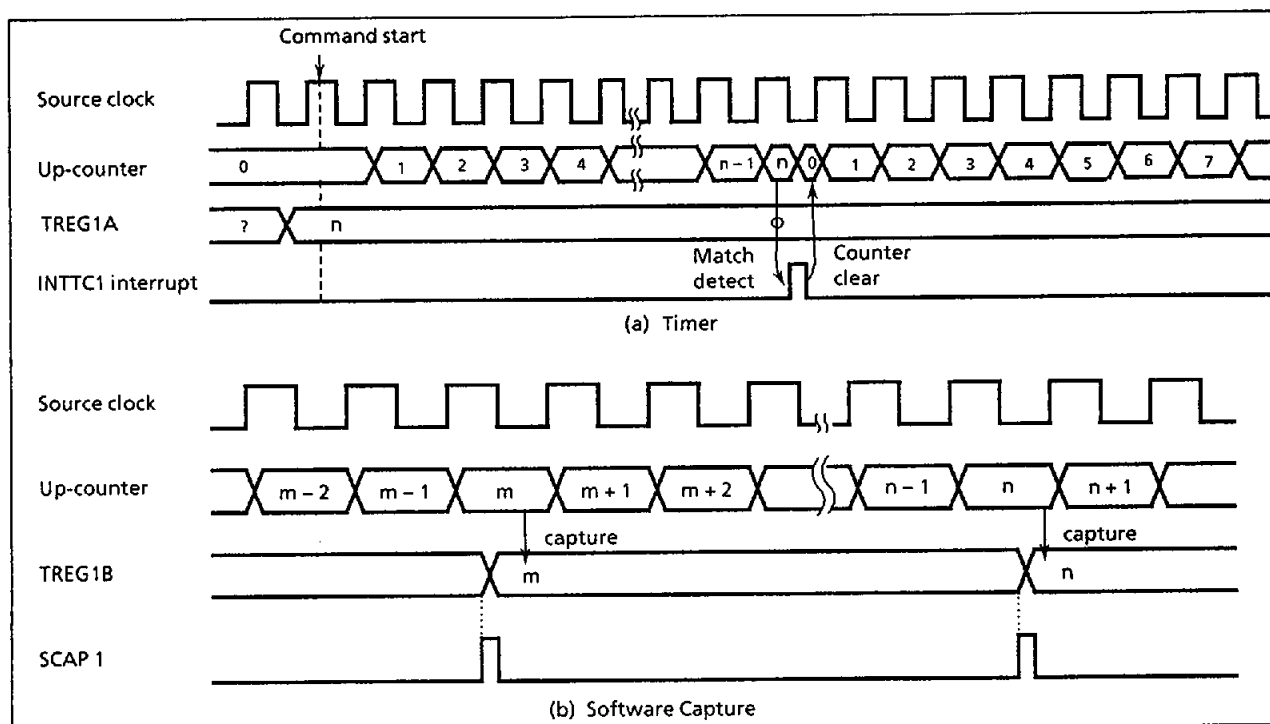 Command start
Source clock
Up-counter 0 1 2 3 4 n – 1 n 0 1 2 3 4 5 6 7
TREG1A ? n
INTTC1 interrupt Match detect Counter clear
(a) Timer
Source clock
Up-counter m – 2 m – 1 m m + 1 m + 2 n – 1 n n + 1
capture capture
TREG1B m n
SCAP 1
(b) Software Capture